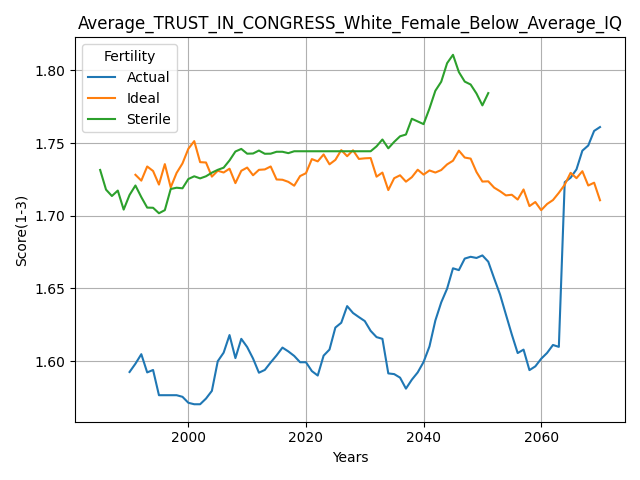 Average_TRUST_IN_CONGRESS_White_Female_Below_Average_IQ
Fertility
Actual
Ideal
Sterile
Score(1-3)
1.80
1.75
1.70
1.65
1.60
2000
2020
2040
2060
Years